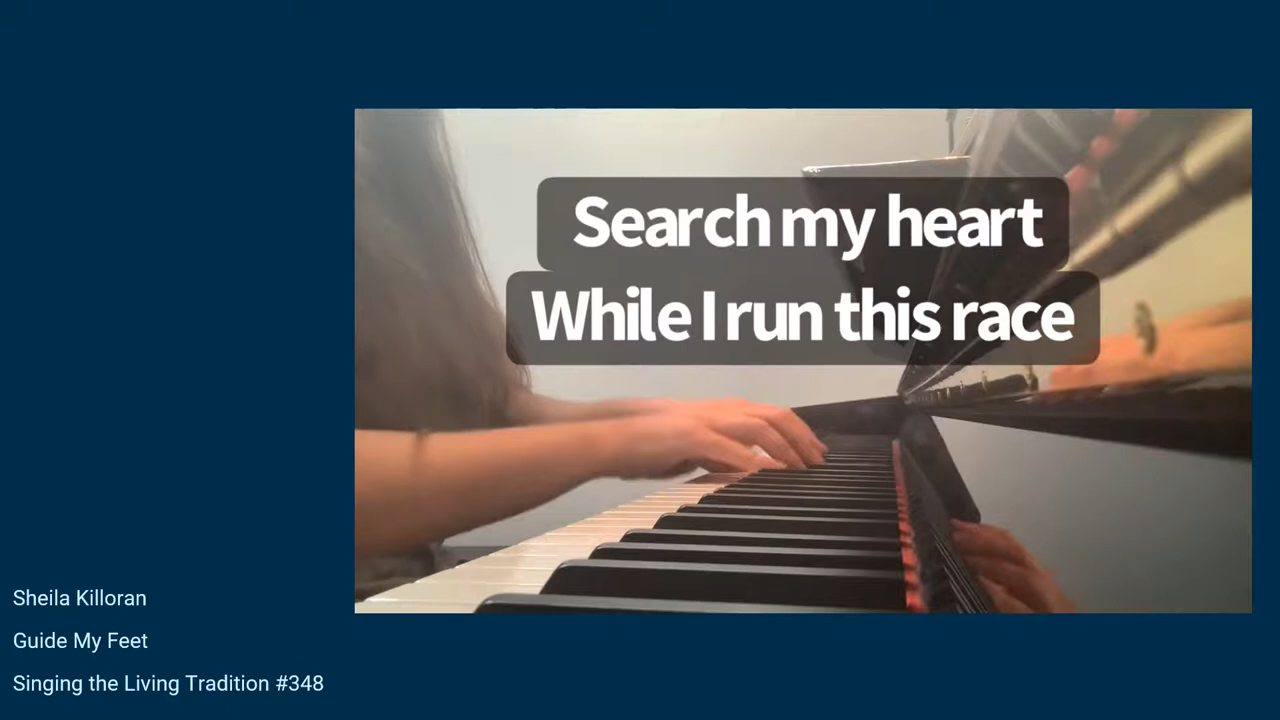 Search my heart
While I run this race
Sheila Killoran
Guide My Feet
Singing the Living Tradition #348